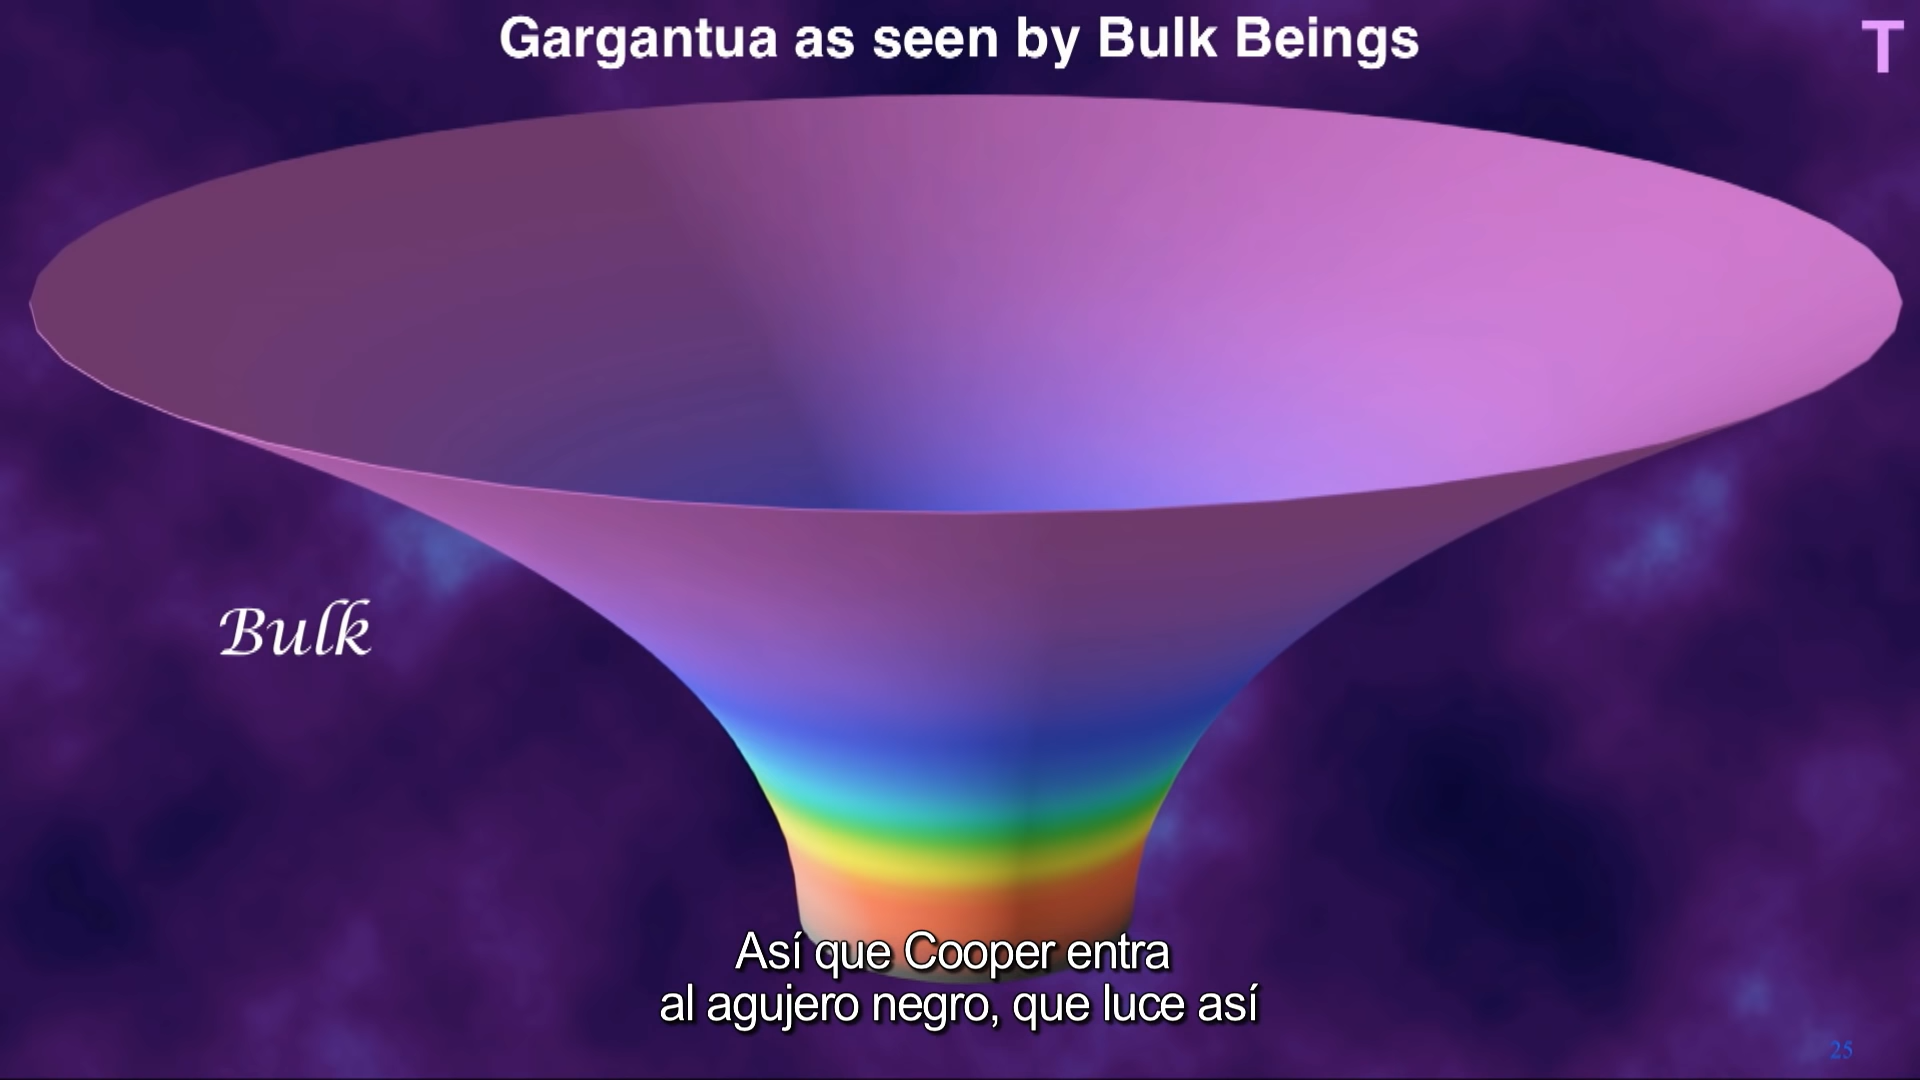 Gargantua as seen by Bulk Beings
T
Bulk
Así que Cooper entra
al agujero negro, que luce así
25